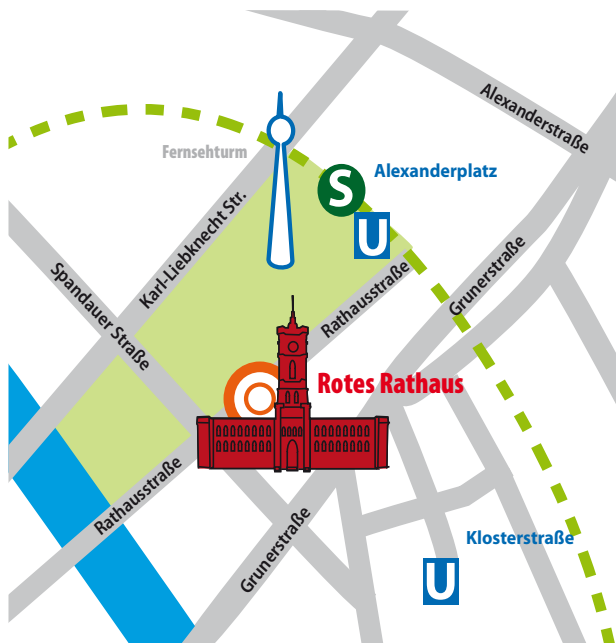 Alexanderstraße
Fernsehturm
S
Alexanderplatz
U
Karl-Liebknecht Str.
Grunerstraße
Spandauer Straße
Rathausstraße
Rotes Rathaus
Rathausstraße
Grunerstraße
Klosterstraße
U